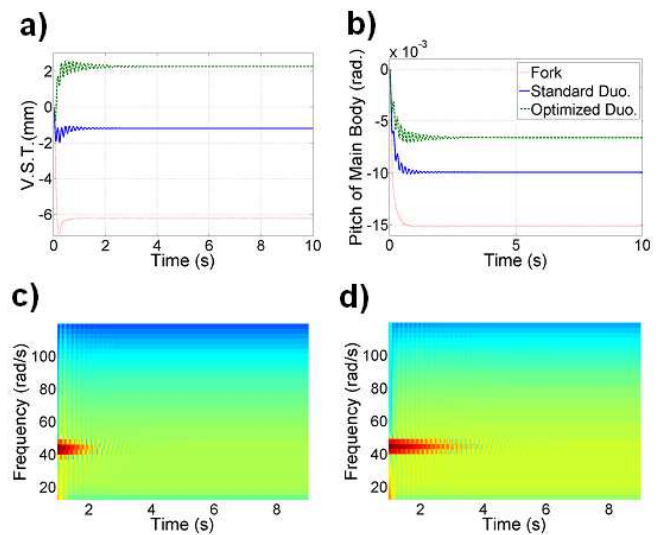 a)
2
0
-2
-4
-6
V.S.T. (mm)
0 2 4 6 8 10
Time (s)
b)
x 10⁻³
0
-5
-10
-15
Pitch of Main Body (rad.)
Fork
Standard Duo.
Optimized Duo.
0 5 10
Time (s)
c)
100
80
60
40
20
Frequency (rad/s)
2 4 6 8
Time (s)
d)
100
80
60
40
20
Frequency (rad/s)
2 4 6 8
Time (s)